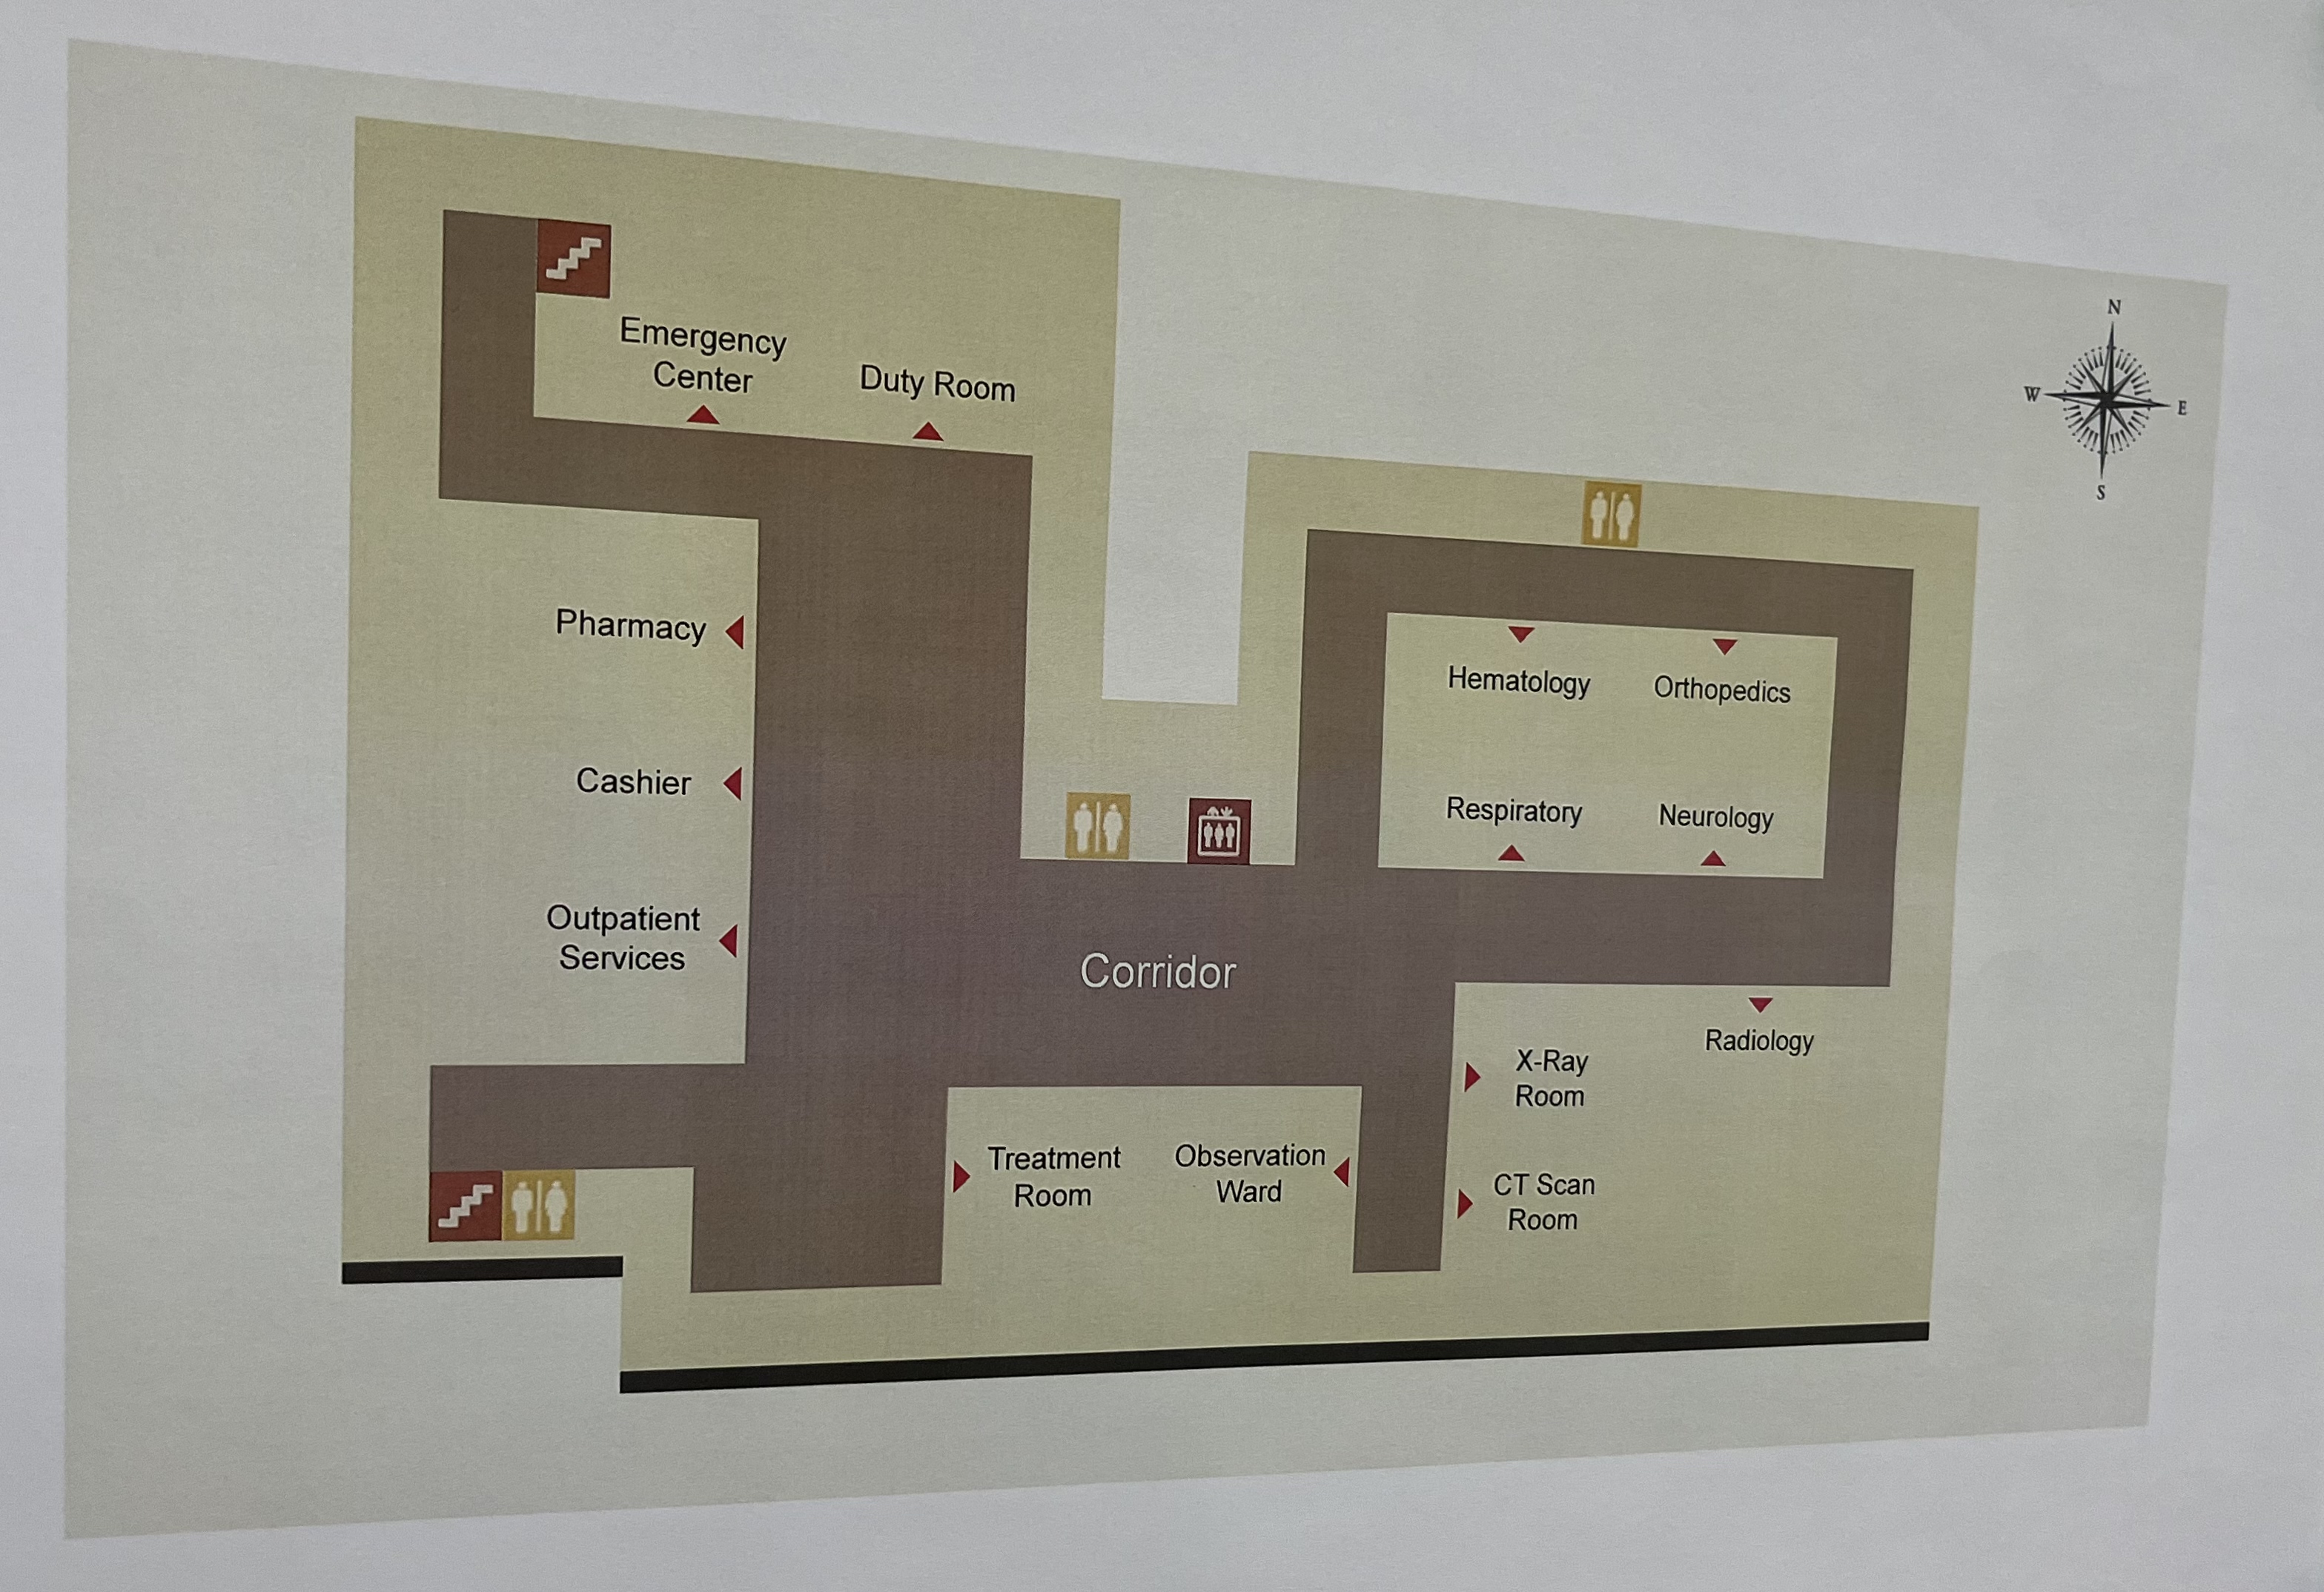 N
W
E
S
Emergency
Center
Duty Room
Pharmacy
Hematology
Orthopedics
Cashier
Respiratory
Neurology
Outpatient
Services
Corridor
Radiology
X-Ray
Room
Treatment
Room
Observation
Ward
CT Scan
Room